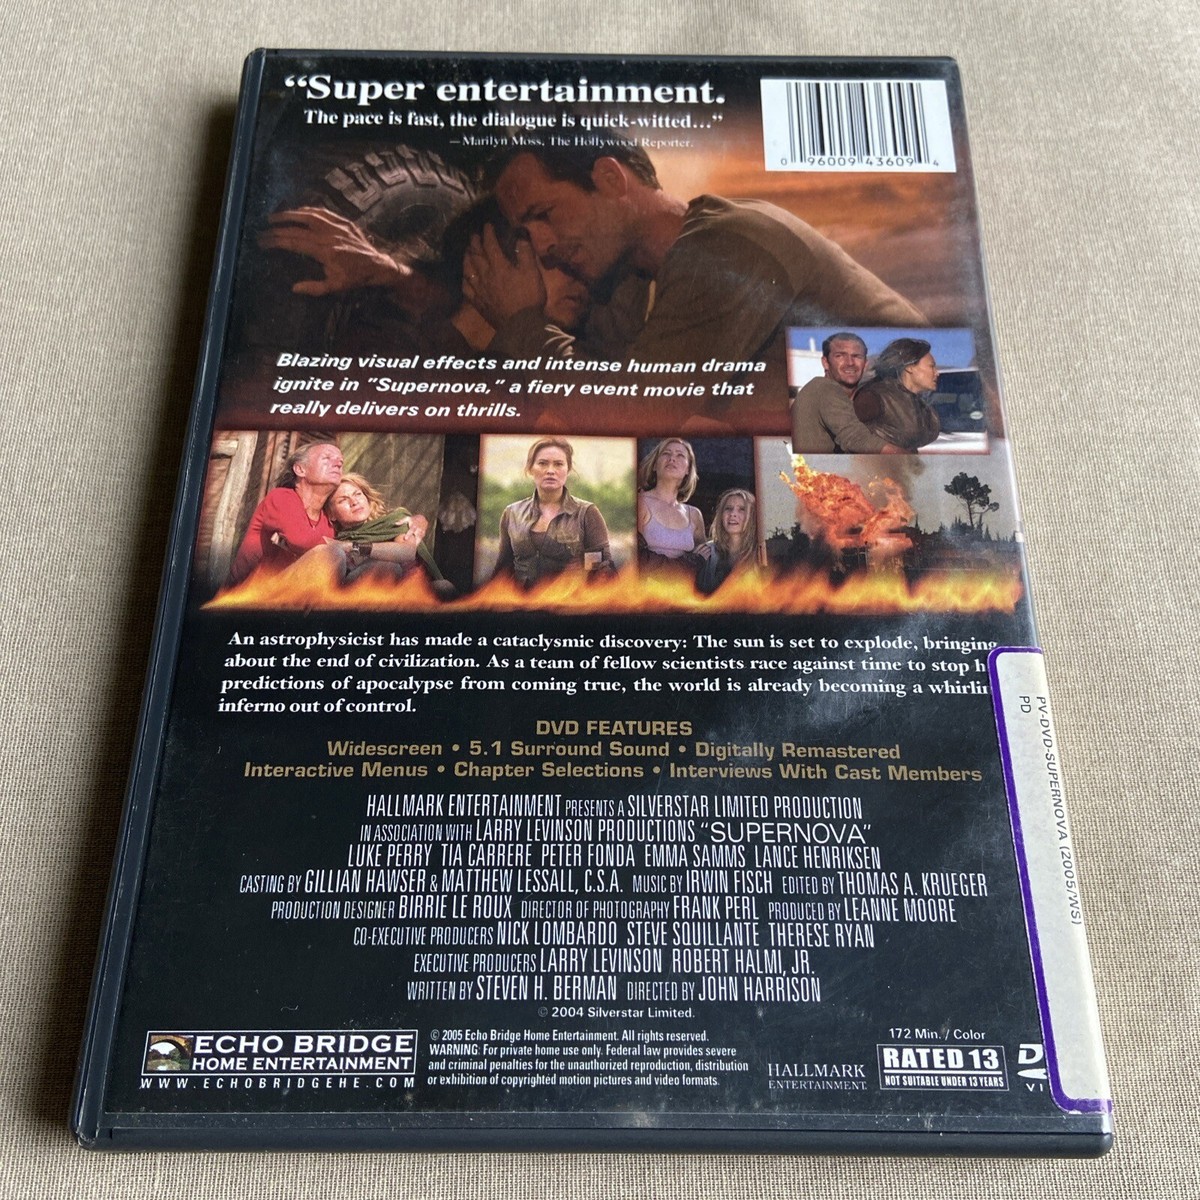 “Super entertainment.
The pace is fast, the dialogue is quick-witted...”
—Marilyn Moss, The Hollywood Reporter.
0 96009 43609 4
Blazing visual effects and intense human drama
ignite in "Supernova," a fiery event movie that
really delivers on thrills.
An astrophysicist has made a cataclysmic discovery: The sun is set to explode, bringing
about the end of civilization. As a team of fellow scientists race against time to stop
predictions of apocalypse from coming true, the world is already becoming a
inferno out of control.
PV-DVD-SUPERNOVA (2005/WS)
PD
DVD FEATURES
Widescreen • 5.1 Surround Sound • Digitally Remastered
Interactive Menus • Chapter Selections • Interviews With Cast Members
HALLMARK ENTERTAINMENT PRESENTS A SILVERSTAR LIMITED PRODUCTION
IN ASSOCIATION WITH LARRY LEVINSON PRODUCTIONS “SUPERNOVA”
LUKE PERRY TIA CARRERE PETER FONDA EMMA SAMMS LANCE HENRIKSEN
CASTING BY GILLIAN HAWSER & MATTHEW LESSALL, C.S.A. MUSIC BY IRWIN FISCH EDITED BY THOMAS A. KRUEGER
PRODUCTION DESIGNER BIRRIE LE ROUX DIRECTOR OF PHOTOGRAPHY FRANK PERL PRODUCED BY LEANNE MOORE
CO-EXECUTIVE PRODUCERS NICK LOMBARDO STEVE SQUILLANTE THERESE RYAN
EXECUTIVE PRODUCERS LARRY LEVINSON ROBERT HALMI, JR.
WRITTEN BY STEVEN H. BERMAN DIRECTED BY JOHN HARRISON
© 2004 Silverstar Limited.
ECHO BRIDGE
HOME ENTERTAINMENT
WWW.ECHOBRIDGEHE.COM
© 2005 Echo Bridge Home Entertainment. All rights reserved.
WARNING: For private home use only. Federal law provides severe
and criminal penalties for the unauthorized reproduction, distribution
or exhibition of copyrighted motion pictures and video formats.
HALLMARK
ENTERTAINMENT
172 Min. / Color
RATED 13
NOT SUITABLE UNDER 13 YEARS